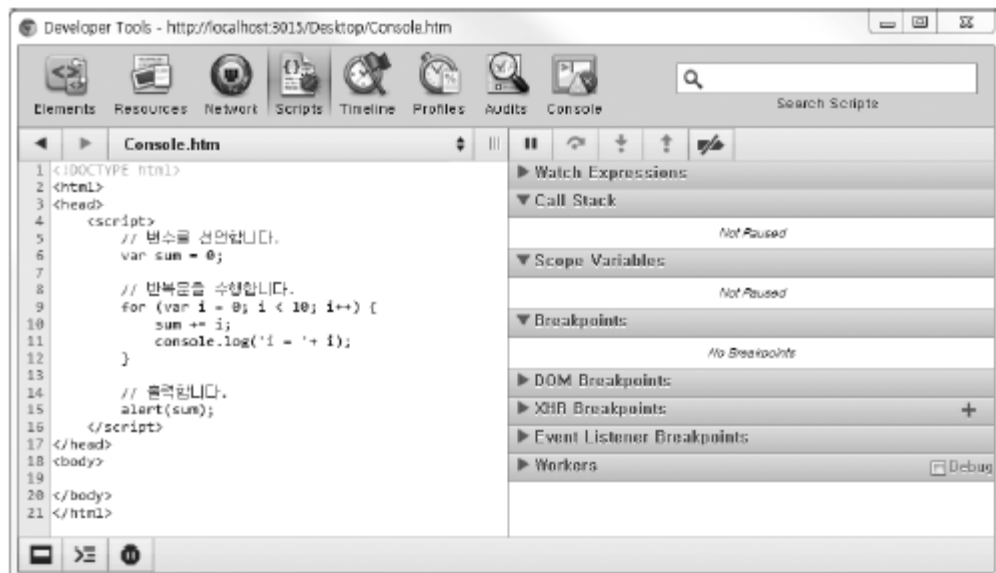 Developer Tools - http://localhost:3015/Desktop/Console.htm
Elements Resources Network Scripts Timeline Profiles Audits Console
Search Scripts
Console.htm
1 <!DOCTYPE html>
2 <html>
3 <head>
4 <script>
5 // 변수를 선언합니다.
6 var sum = 0;
7
8 // 반복문을 수행합니다.
9 for (var i = 0; i < 10; i++) {
10 sum += i;
11 console.log('i = '+ i);
12 }
13
14 // 출력합니다.
15 alert(sum);
16 </script>
17 </head>
18 <body>
19
20 </body>
21 </html>
Watch Expressions
Call Stack
Not Paused
Scope Variables
Not Paused
Breakpoints
No Breakpoints
DOM Breakpoints
XHR Breakpoints
Event Listener Breakpoints
Workers Debug